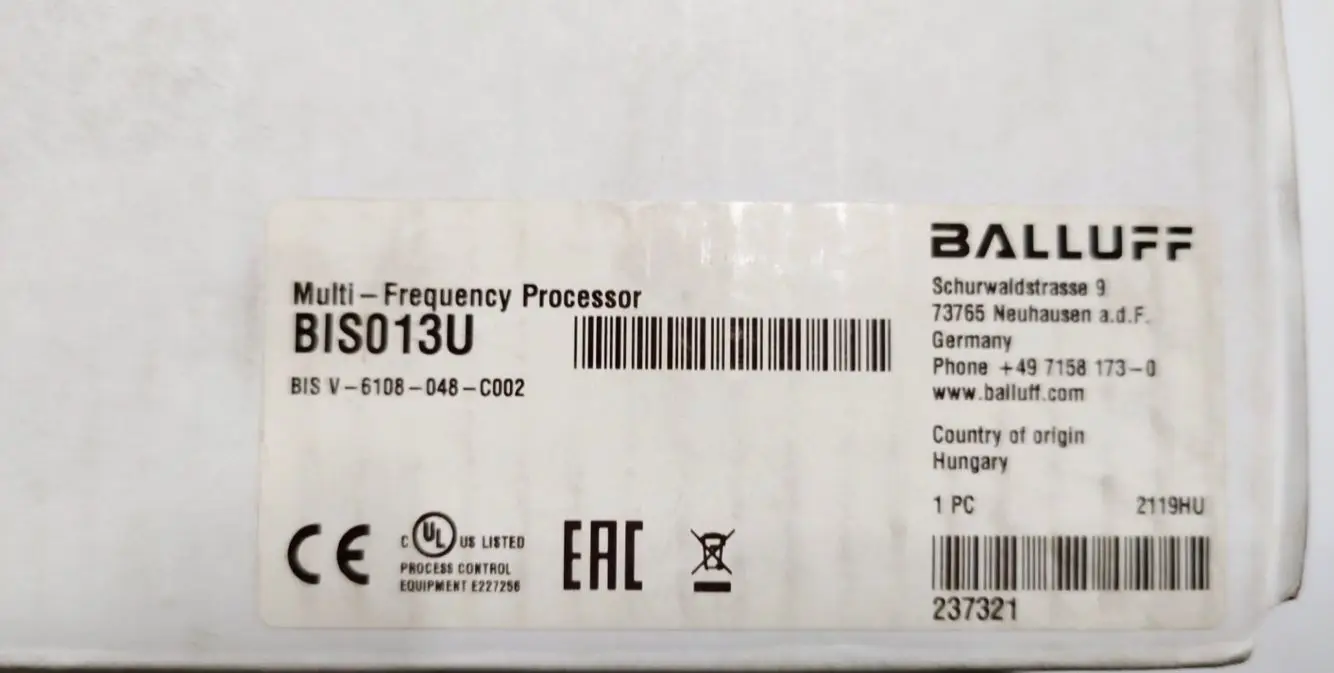 Multi-Frequency Processor
BIS013U
BIS V-6108-048-C002
CE
C UL US LISTED
PROCESS CONTROL
EQUIPMENT E227256
EAC
BALLUFF
Schurwaldstrasse 9
73765 Neuhausen a.d.F.
Germany
Phone +49 7158 173-0
www.balluff.com
Country of origin
Hungary
1 PC 2119HU
237321